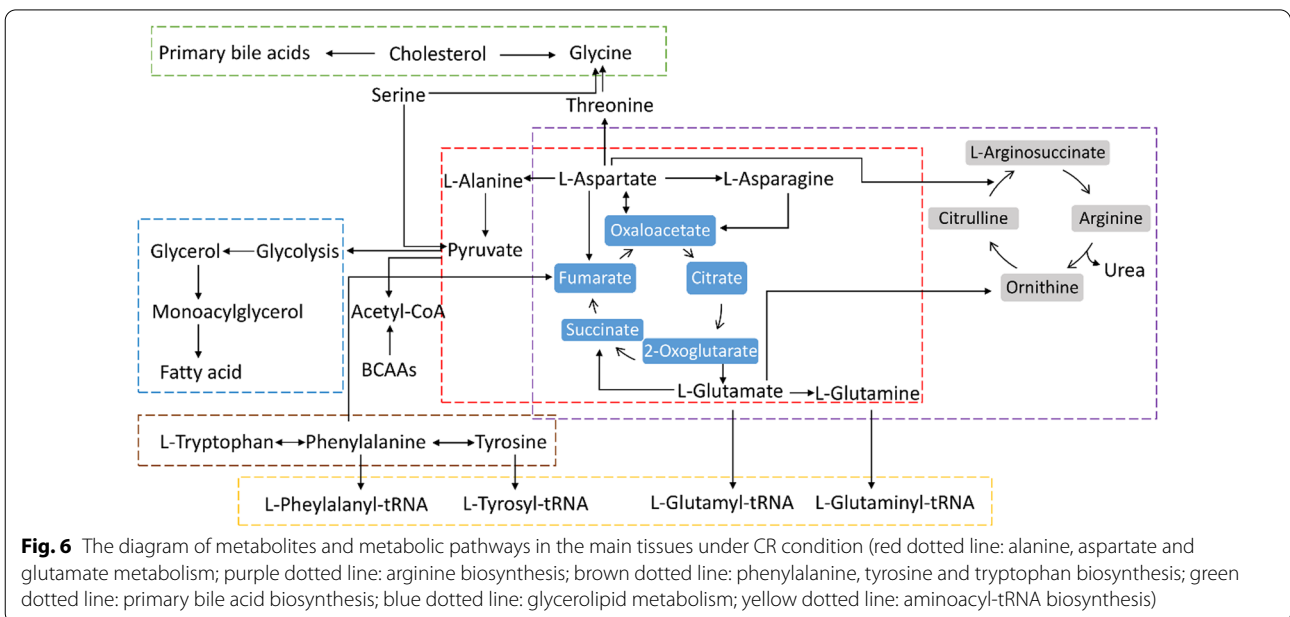 Primary bile acids
Cholesterol
Glycine
Serine
Threonine
L-Arginosuccinate
L-Alanine
L-Aspartate
L-Asparagine
Citrulline
Arginine
Oxaloacetate
Glycerol
Glycolysis
Pyruvate
Fumarate
Citrate
Urea
Ornithine
Monoacylglycerol
Acetyl-CoA
Succinate
2-Oxoglutarate
Fatty acid
BCAAs
L-Glutamate
L-Glutamine
L-Tryptophan
Phenylalanine
Tyrosine
L-Pheylalanyl-tRNA
L-Tyrosyl-tRNA
L-Glutamyl-tRNA
L-Glutaminyl-tRNA
Fig. 6 The diagram of metabolites and metabolic pathways in the main tissues under CR condition (red dotted line: alanine, aspartate and
glutamate metabolism; purple dotted line: arginine biosynthesis; brown dotted line: phenylalanine, tyrosine and tryptophan biosynthesis; green
dotted line: primary bile acid biosynthesis; blue dotted line: glycerolipid metabolism; yellow dotted line: aminoacyl-tRNA biosynthesis)